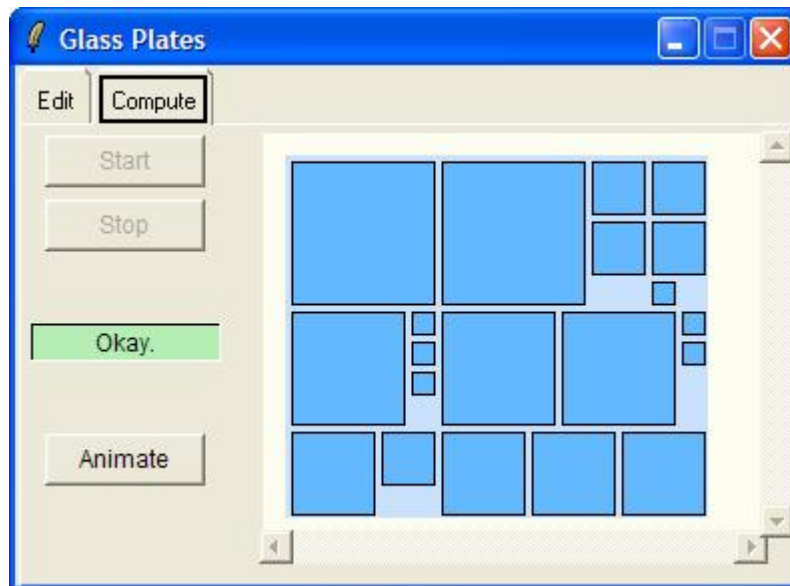 Glass Plates
Edit
Compute
Start
Stop
Okay.
Animate